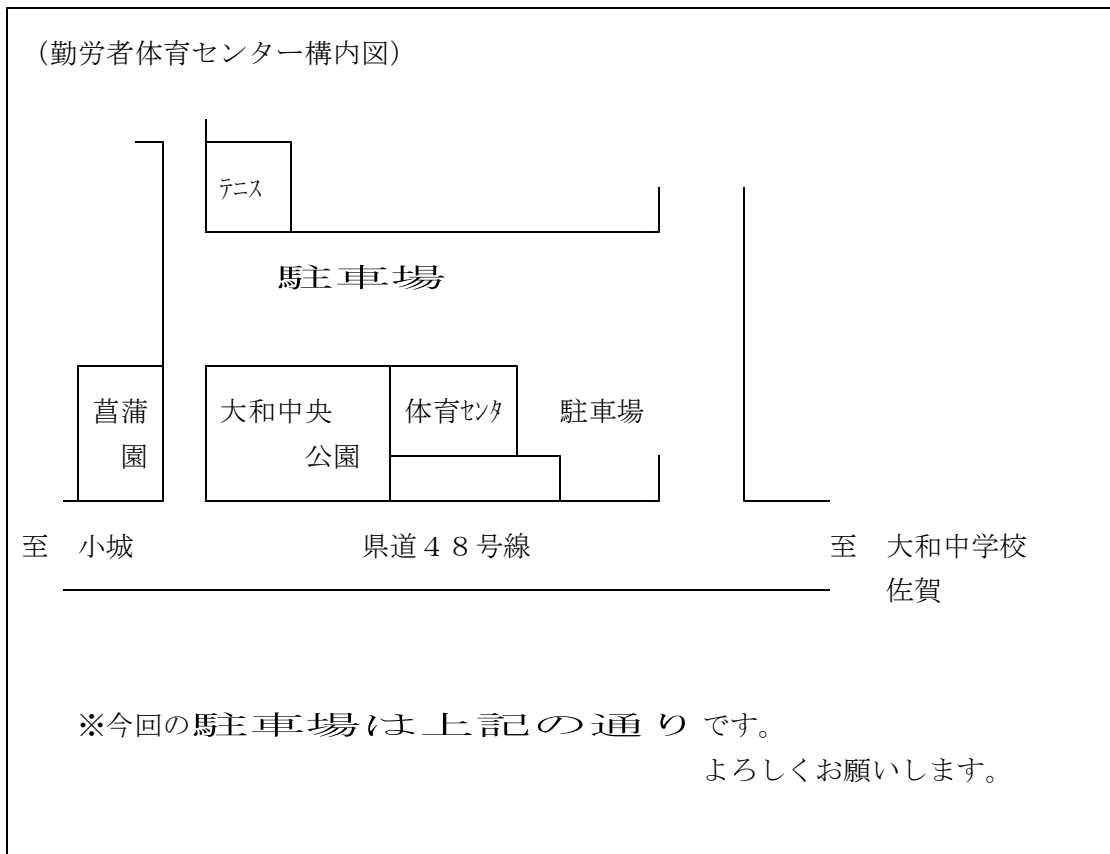 （勤労者体育センター構内図）
ﾃﾆｽ
駐車場
菖蒲
園
大和中央
公園
体育ｾﾝﾀ
駐車場
至　小城　県道４８号線　至　大和中学校
佐賀
※今回の駐車場は上記の通りです。
よろしくお願いします。